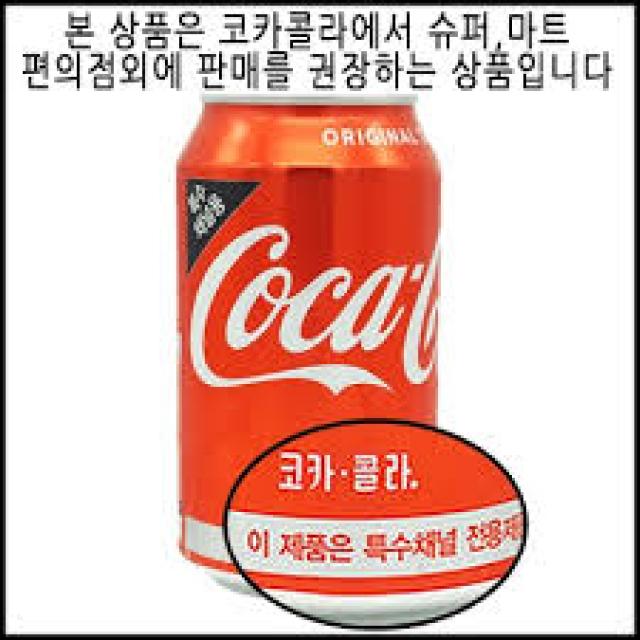 본 상품은 코카콜라에서 슈퍼,마트
편의점외에 판매를 권장하는 상품입니다
ORIGINAL
Coca-C
코카·콜라.
이 제품은 특수채널 전용제